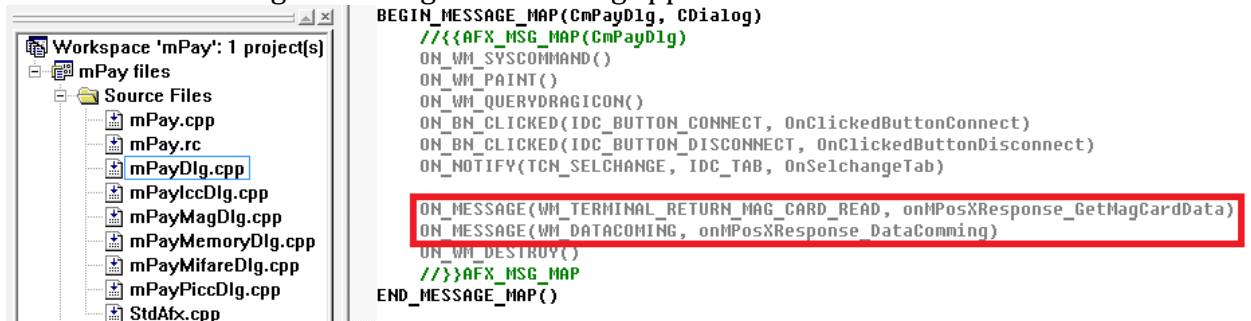 Workspace 'mPay': 1 project(s)
mPay files
Source Files
mPay.cpp
mPay.rc
mPayDlg.cpp
mPayIccDlg.cpp
mPayMagDlg.cpp
mPayMemoryDlg.cpp
mPayMifareDlg.cpp
mPayPiccDlg.cpp
StdAfx.cpp
BEGIN_MESSAGE_MAP(CmPayDlg, CDialog)
//{{AFX_MSG_MAP(CmPayDlg)
ON_WM_SYSCOMMAND()
ON_WM_PAINT()
ON_WM_QUERYDRAGICON()
ON_BN_CLICKED(IDC_BUTTON_CONNECT, OnClickedButtonConnect)
ON_BN_CLICKED(IDC_BUTTON_DISCONNECT, OnClickedButtonDisconnect)
ON_NOTIFY(TCN_SELCHANGE, IDC_TAB, OnSelchangeTab)
ON_MESSAGE(WM_TERMINAL_RETURN_MAG_CARD_READ, onMPosXResponse_GetMagCardData)
ON_MESSAGE(WM_DATACOMING, onMPosXResponse_DataComming)
ON_WM_DESTROY()
//}}AFX_MSG_MAP
END_MESSAGE_MAP()